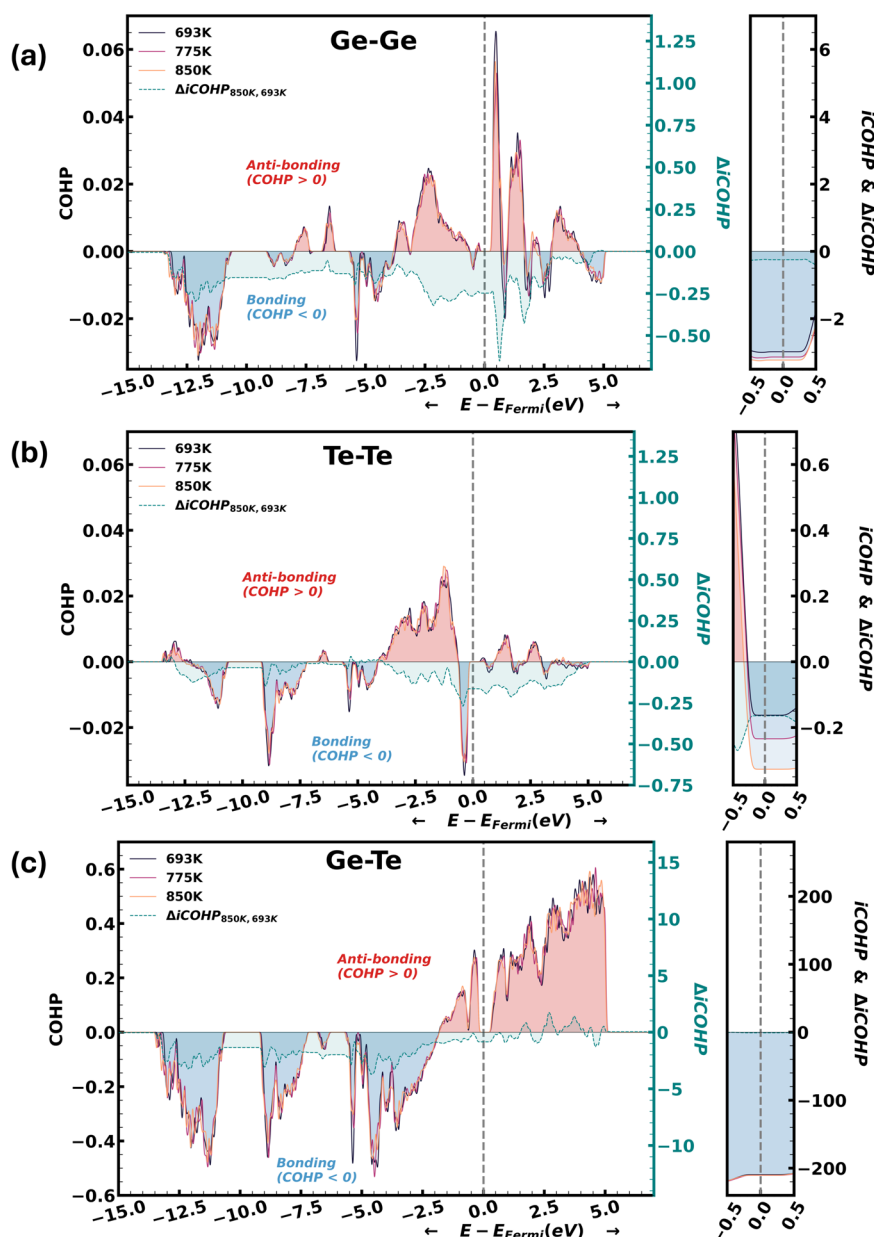 (a)
Ge-Ge
693K
775K
850K
ΔiCOHP850K, 693K
Anti-bonding
(COHP > 0)
Bonding
(COHP < 0)
COHP
0.06
0.04
0.02
0.00
−0.02
ΔiCOHP
1.25
1.00
0.75
0.50
0.25
0.00
−0.25
−0.50
−15.0
−12.5
−10.0
−7.5
−5.0
−2.5
0.0
2.5
5.0
← E − EFermi(eV) →
6
4
2
0
−2
iCOHP & ΔiCOHP
−0.5
0.0
0.5
(b)
Te-Te
693K
775K
850K
ΔiCOHP850K, 693K
Anti-bonding
(COHP > 0)
Bonding
(COHP < 0)
COHP
0.06
0.04
0.02
0.00
−0.02
ΔiCOHP
1.25
1.00
0.75
0.50
0.25
0.00
−0.25
−0.50
−0.75
−15.0
−12.5
−10.0
−7.5
−5.0
−2.5
0.0
2.5
5.0
← E − EFermi(eV) →
0.6
0.4
0.2
0.0
−0.2
iCOHP & ΔiCOHP
−0.5
0.0
0.5
(c)
Ge-Te
693K
775K
850K
ΔiCOHP850K, 693K
Anti-bonding
(COHP > 0)
Bonding
(COHP < 0)
COHP
0.6
0.4
0.2
0.0
−0.2
−0.4
−0.6
ΔiCOHP
15
10
5
0
−5
−10
−15.0
−12.5
−10.0
−7.5
−5.0
−2.5
0.0
2.5
5.0
← E − EFermi(eV) →
200
100
0
−100
−200
iCOHP & ΔiCOHP
−0.5
0.0
0.5